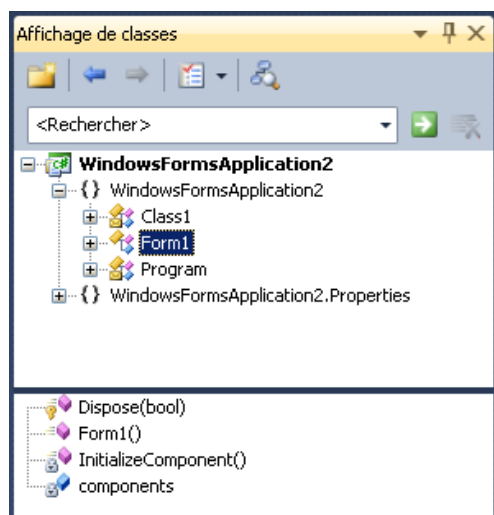 Affichage de classes
<Rechercher>
C# WindowsFormsApplication2
{} WindowsFormsApplication2
Class1
Form1
Program
{} WindowsFormsApplication2.Properties
Dispose(bool)
Form1()
InitializeComponent()
components